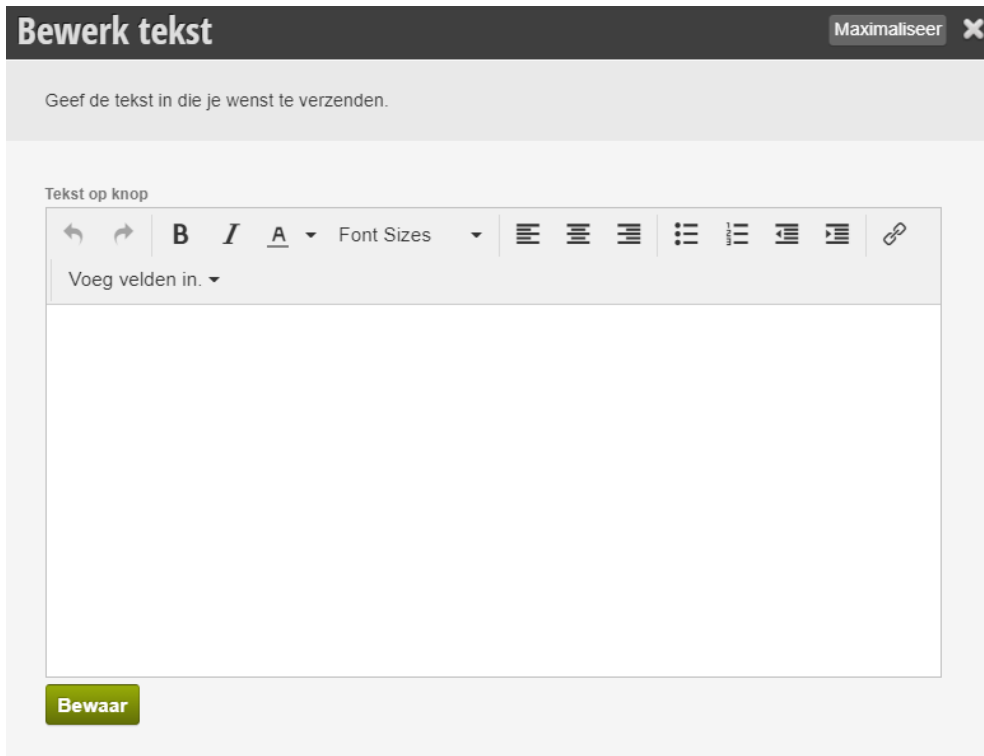 Bewerk tekst
Maximaliseer
Geef de tekst in die je wenst te verzenden.
Tekst op knop
B I A Font Sizes
Voeg velden in.
Bewaar